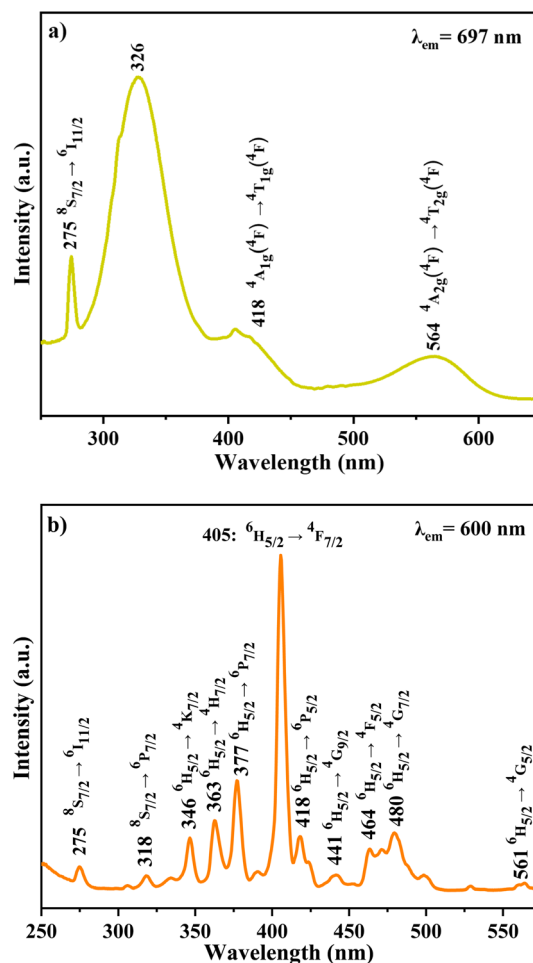 a)
λem= 697 nm
326
275 ⁸S7/2→ ⁶I11/2
418 ⁴A1g(⁴F) →⁴T1g(⁴F)
564 ⁴A2g(⁴F) →⁴T2g(⁴F)
Intensity (a.u.)
300 400 500 600
Wavelength (nm)
b)
λem= 600 nm
405: ⁶H5/2→ ⁴F7/2
275 ⁸S7/2→⁶I11/2
318 ⁸S7/2→⁶P7/2
346 ⁶H5/2→⁴K7/2
363 ⁶H5/2→⁴H7/2
377 ⁶H5/2→⁶P7/2
418 ⁶H5/2→⁶P5/2
441 ⁶H5/2→⁴G9/2
464 ⁶H5/2→⁴F5/2
480 ⁶H5/2→⁴G7/2
561 ⁶H5/2→⁴G5/2
Intensity (a.u.)
250 300 350 400 450 500 550
Wavelength (nm)